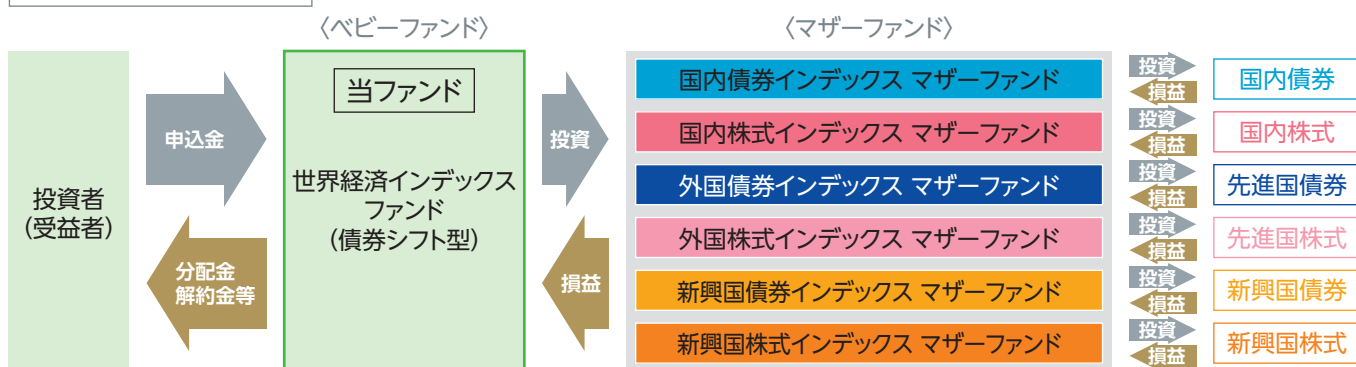 〈ベビーファンド〉
〈マザーファンド〉
投資者
(受益者)
申込金
分配金
解約金等
当ファンド
世界経済インデックス
ファンド
(債券シフト型)
投資
損益
国内債券インデックス マザーファンド
投資
損益
国内債券
国内株式インデックス マザーファンド
投資
損益
国内株式
外国債券インデックス マザーファンド
投資
損益
先進国債券
外国株式インデックス マザーファンド
投資
損益
先進国株式
新興国債券インデックス マザーファンド
投資
損益
新興国債券
新興国株式インデックス マザーファンド
投資
損益
新興国株式